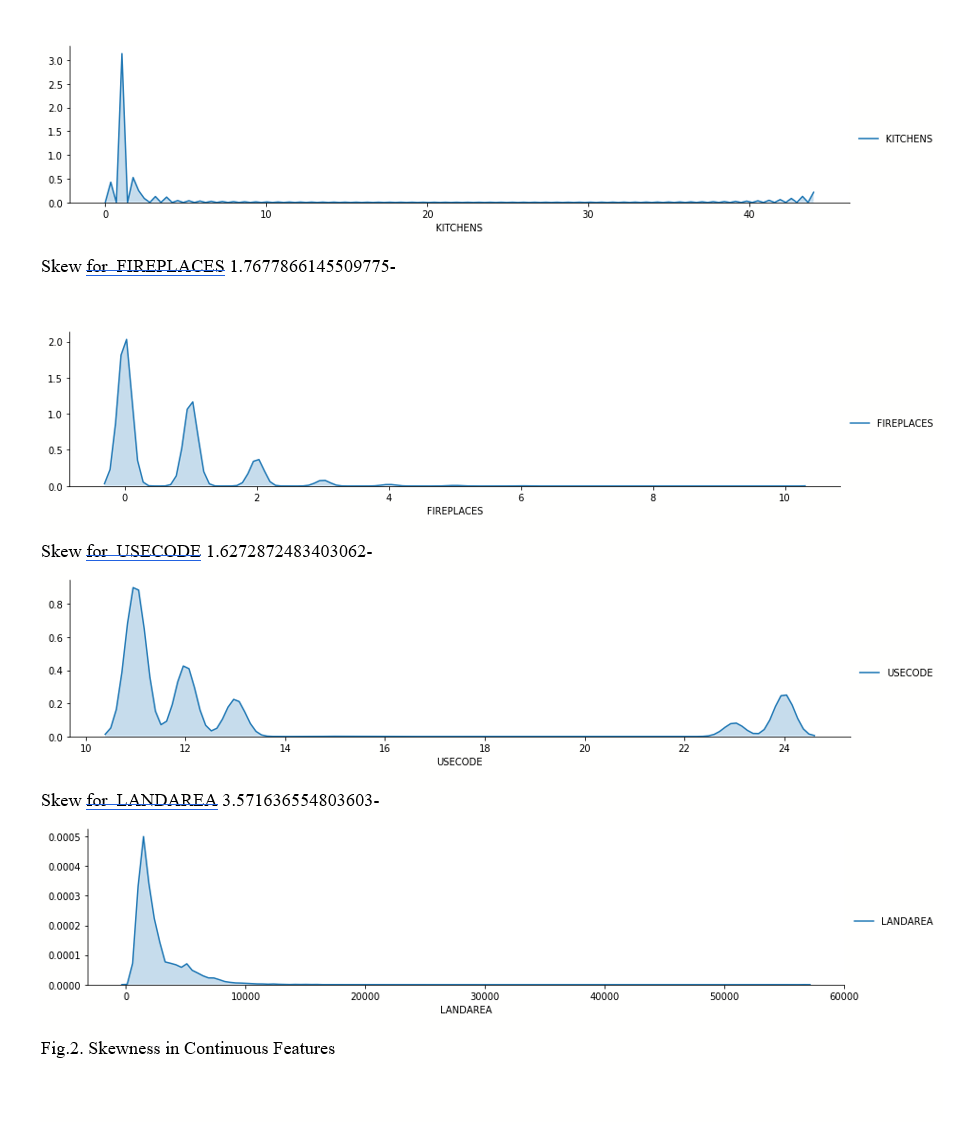 3.0
2.5
2.0
1.5
1.0
0.5
0.0
KITCHENS
0 10 20 30 40
KITCHENS
Skew for FIREPLACES 1.7677866145509775-
2.0
1.5
1.0
0.5
0.0
FIREPLACES
0 2 4 6 8 10
FIREPLACES
Skew for USECODE 1.6272872483403062-
0.8
0.6
0.4
0.2
0.0
USECODE
10 12 14 16 18 20 22 24
USECODE
Skew for LANDAREA 3.571636554803603-
0.0005
0.0004
0.0003
0.0002
0.0001
0.0000
LANDAREA
0 10000 20000 30000 40000 50000 60000
LANDAREA
Fig.2. Skewness in Continuous Features